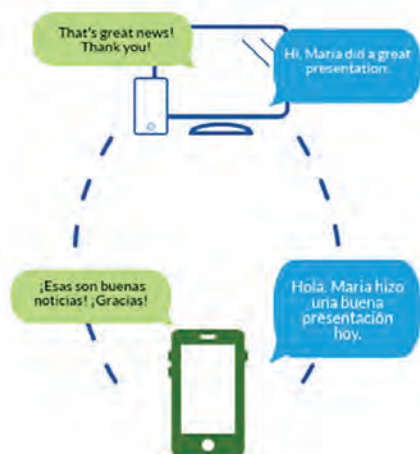 That's great news!
Thank you!
Hi, Maria did a great
presentation.
¡Esas son buenas
noticias! ¡Gracias!
Hola, Maria hizo
una buena
presentación
hoy.